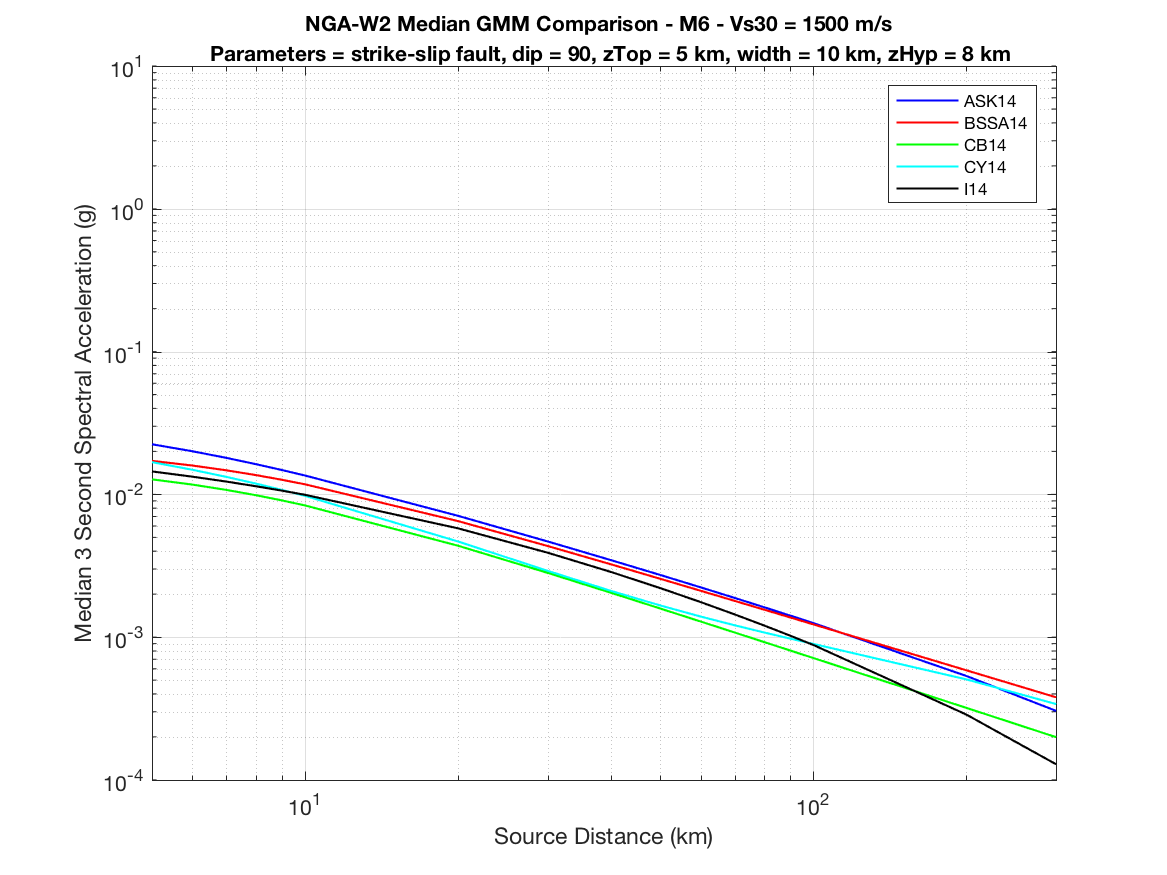 NGA-W2 Median GMM Comparison - M6 - Vs30 = 1500 m/s
Parameters = strike-slip fault, dip = 90, zTop = 5 km, width = 10 km, zHyp = 8 km
10^1
10^0
10^-1
10^-2
10^-3
10^-4
Median 3 Second Spectral Acceleration (g)
ASK14
BSSA14
CB14
CY14
I14
10^1
10^2
Source Distance (km)